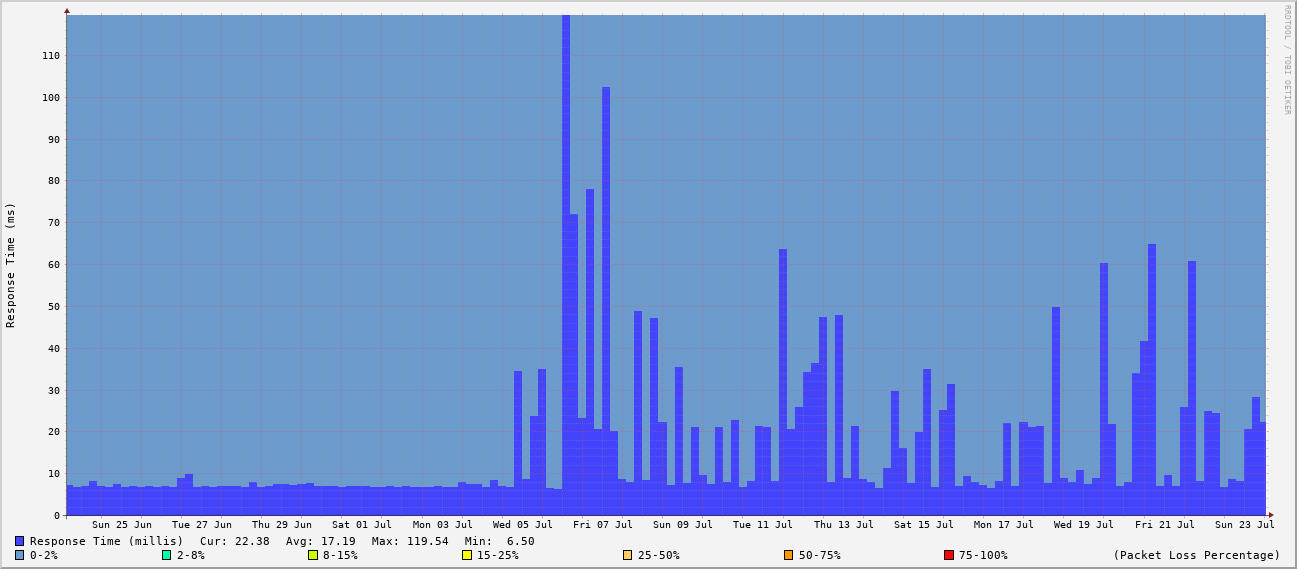 RRDTOOL / TOBI OETIKER
Response Time (ms)
110
100
90
80
70
60
50
40
30
20
10
0
Sun 25 Jun Tue 27 Jun Thu 29 Jun Sat 01 Jul Mon 03 Jul Wed 05 Jul Fri 07 Jul Sun 09 Jul Tue 11 Jul Thu 13 Jul Sat 15 Jul Mon 17 Jul Wed 19 Jul Fri 21 Jul Sun 23 Jul
Response Time (millis) Cur: 22.38 Avg: 17.19 Max: 119.54 Min: 6.50
0-2% 2-8% 8-15% 15-25% 25-50% 50-75% 75-100% (Packet Loss Percentage)